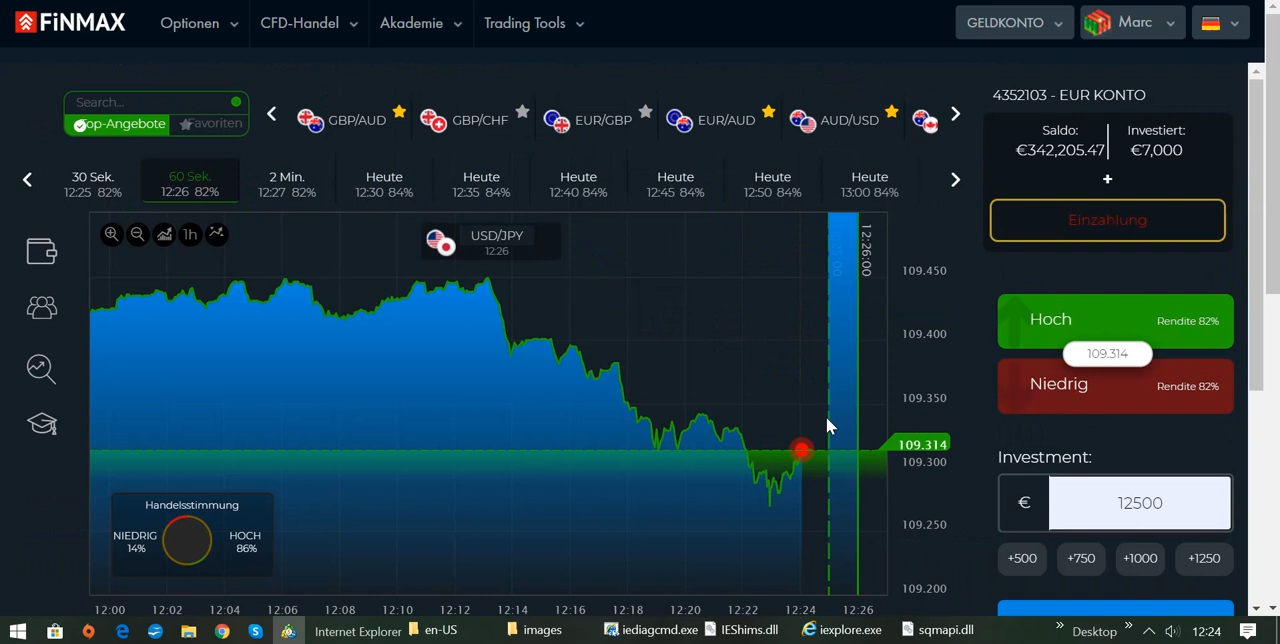 FiNMAX
Optionen
CFD-Handel
Akademie
Trading Tools
GELDKONTO
Marc
Search...
Top-Angebote
Favoriten
GBP/AUD
GBP/CHF
EUR/GBP
EUR/AUD
AUD/USD
4352103 - EUR KONTO
Saldo:
€342,205.47
Investiert:
€7,000
+
Einzahlung
30 Sek.
12:25 82%
60 Sek.
12:26 82%
2 Min.
12:27 82%
Heute
12:30 84%
Heute
12:35 84%
Heute
12:40 84%
Heute
12:45 84%
Heute
12:50 84%
Heute
13:00 84%
1h
USD/JPY
12:26
12:26:00
109.450
109.400
109.350
109.314
109.300
109.250
109.200
Handelsstimmung
NIEDRIG
14%
HOCH
86%
12:00
12:02
12:04
12:06
12:08
12:10
12:12
12:14
12:16
12:18
12:20
12:22
12:24
12:26
Hoch
Rendite 82%
109.314
Niedrig
Rendite 82%
Investment:
€
12500
+500
+750
+1000
+1250
Internet Explorer
en-US
images
iediagcmd.exe
IEShims.dll
iexplore.exe
sqmapi.dll
Desktop
12:24